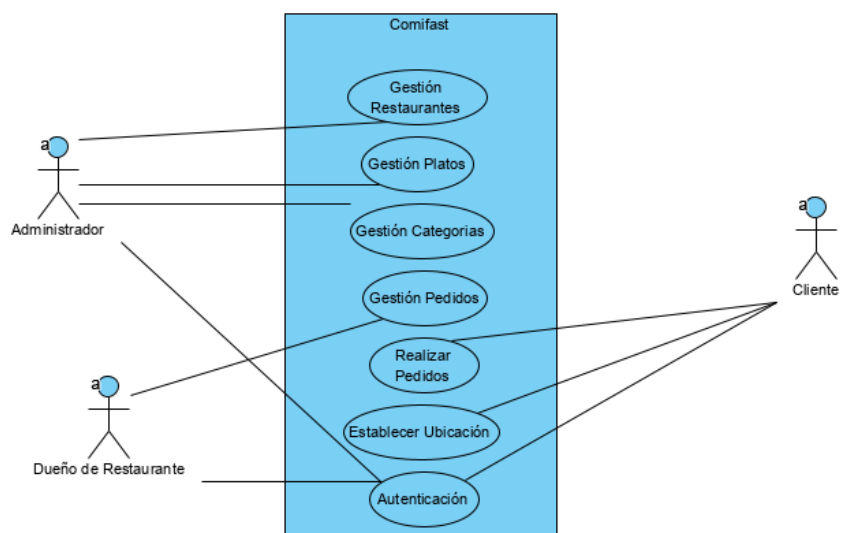 Comifast
Gestión
Restaurantes
a
Gestión Platos
Administrador
Gestión Categorias
a
Cliente
Gestión Pedidos
Realizar
Pedidos
a
Dueño de Restaurante
Establecer Ubicación
Autenticación